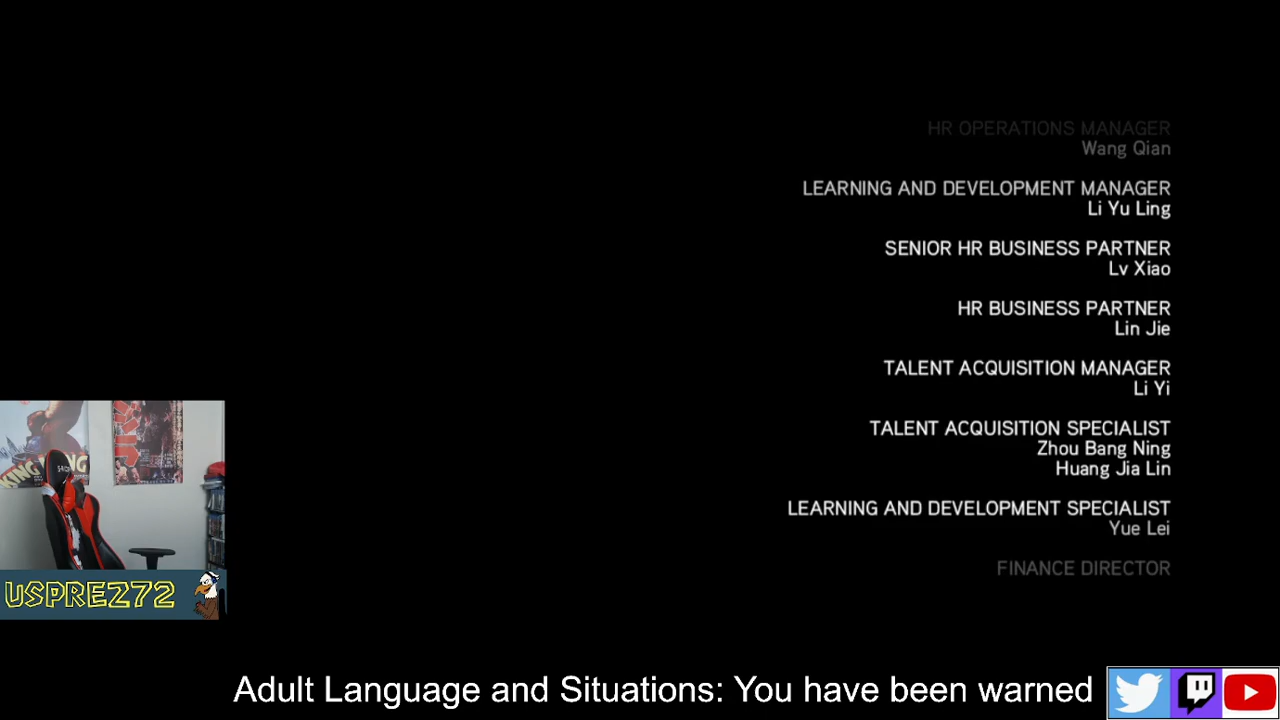 HR OPERATIONS MANAGER
Wang Qian
LEARNING AND DEVELOPMENT MANAGER
Li Yu Ling
SENIOR HR BUSINESS PARTNER
Lv Xiao
HR BUSINESS PARTNER
Lin Jie
TALENT ACQUISITION MANAGER
Li Yi
TALENT ACQUISITION SPECIALIST
Zhou Bang Ning
Huang Jia Lin
LEARNING AND DEVELOPMENT SPECIALIST
Yue Lei
FINANCE DIRECTOR
KING
USPREZ72
Adult Language and Situations: You have been warned